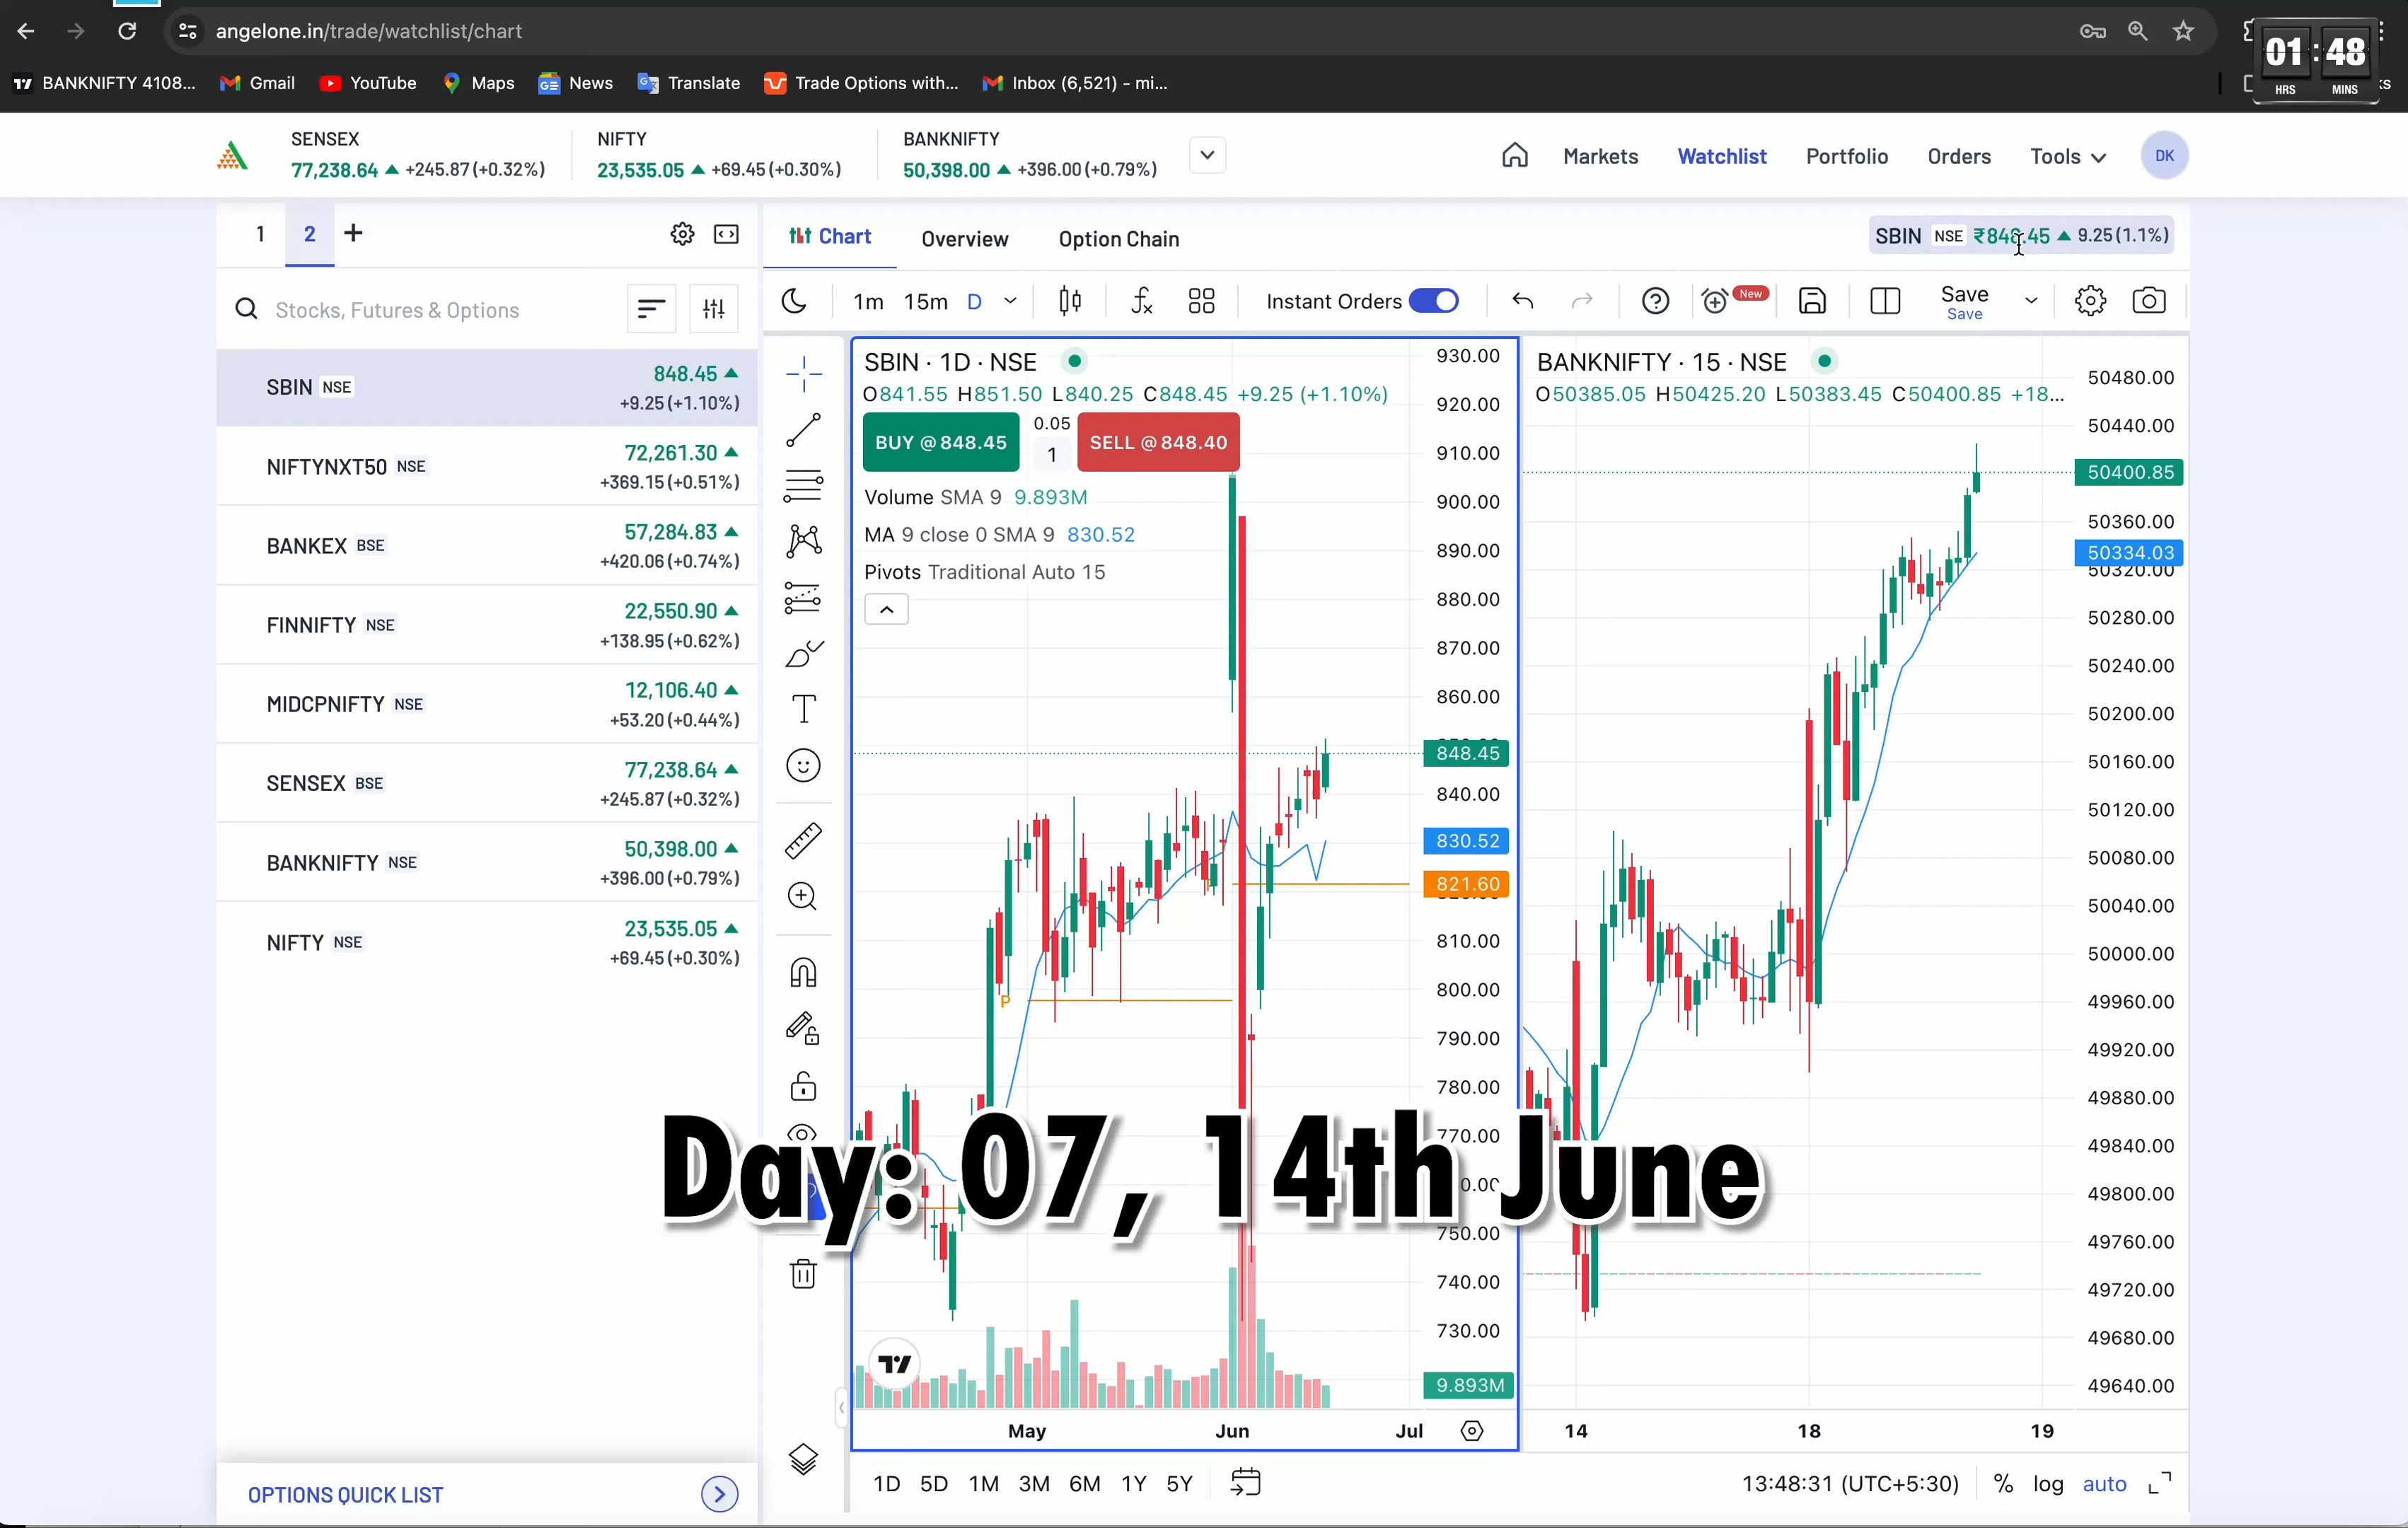 angelone.in/trade/watchlist/chart
01:48
HRS MINS
BANKNIFTY 4108...
Gmail
YouTube
Maps
News
Translate
Trade Options with...
Inbox (6,521) - mi...
SENSEX
77,238.64 ▲ +245.87(+0.32%)
NIFTY
23,535.05 ▲ +69.45(+0.30%)
BANKNIFTY
50,398.00 ▲ +396.00(+0.79%)
Markets
Watchlist
Portfolio
Orders
Tools
DK
1
2
+
Stocks, Futures & Options
SBIN NSE
848.45 ▲
+9.25(+1.10%)
NIFTYNXT50 NSE
72,261.30 ▲
+369.15(+0.51%)
BANKEX BSE
57,284.83 ▲
+420.06(+0.74%)
FINNIFTY NSE
22,550.90 ▲
+138.95(+0.62%)
MIDCPNIFTY NSE
12,106.40 ▲
+53.20(+0.44%)
SENSEX BSE
77,238.64 ▲
+245.87(+0.32%)
BANKNIFTY NSE
50,398.00 ▲
+396.00(+0.79%)
NIFTY NSE
23,535.05 ▲
+69.45(+0.30%)
OPTIONS QUICK LIST
Chart
Overview
Option Chain
SBIN NSE ₹848.45 ▲ 9.25(1.1%)
1m 15m D
Instant Orders
New
Save
Save
SBIN · 1D · NSE
O841.55 H851.50 L840.25 C848.45 +9.25 (+1.10%)
BUY @ 848.45
0.05
1
SELL @ 848.40
Volume SMA 9 9.893M
MA 9 close 0 SMA 9 830.52
Pivots Traditional Auto 15
P
P
930.00
920.00
910.00
900.00
890.00
880.00
870.00
860.00
848.45
840.00
830.52
821.60
810.00
800.00
790.00
780.00
770.00
750.00
740.00
730.00
9.893M
May Jun Jul
BANKNIFTY · 15 · NSE
O50385.05 H50425.20 L50383.45 C50400.85 +18...
50480.00
50440.00
50400.85
50360.00
50334.03
50320.00
50280.00
50240.00
50200.00
50160.00
50120.00
50080.00
50040.00
50000.00
49960.00
49920.00
49880.00
49840.00
49800.00
49760.00
49720.00
49680.00
49640.00
14 18 19
Day: 07, 14th June
1D 5D 1M 3M 6M 1Y 5Y
13:48:31 (UTC+5:30)
% log auto